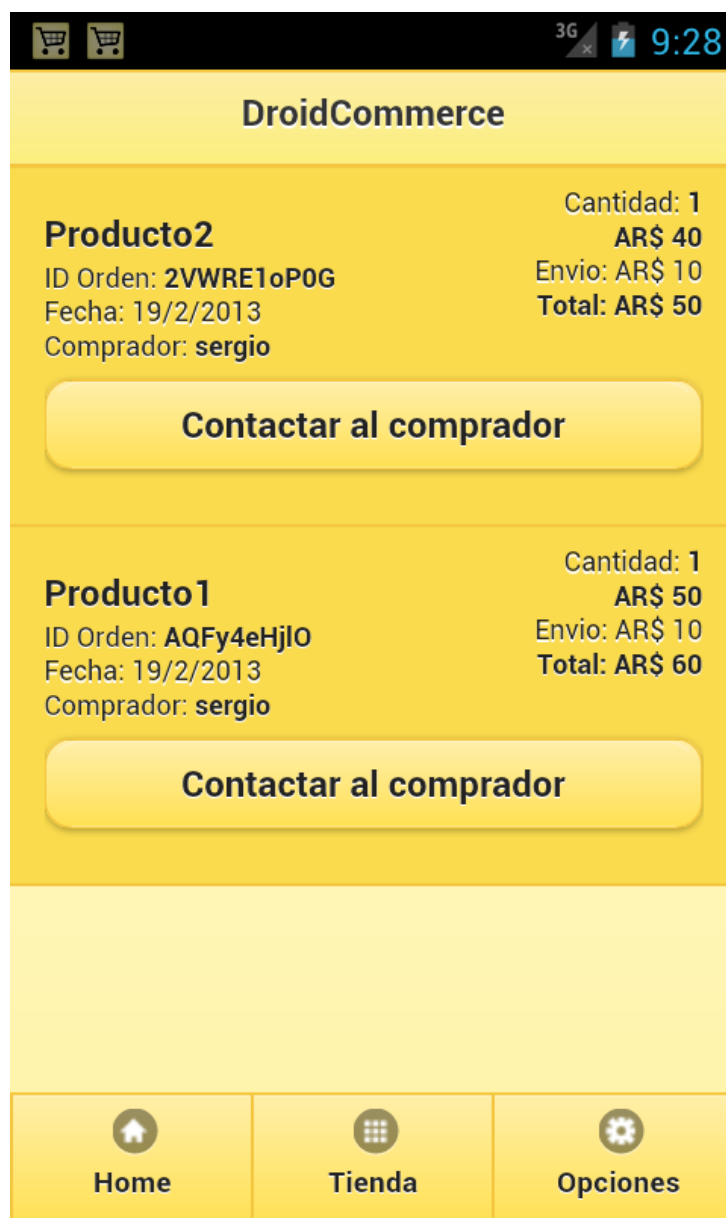 3G
9:28
DroidCommerce
Producto2
ID Orden: 2VWRE1oP0G
Fecha: 19/2/2013
Comprador: sergio
Cantidad: 1
AR$ 40
Envio: AR$ 10
Total: AR$ 50
Contactar al comprador
Producto1
ID Orden: AQFy4eHjlO
Fecha: 19/2/2013
Comprador: sergio
Cantidad: 1
AR$ 50
Envio: AR$ 10
Total: AR$ 60
Contactar al comprador
Home
Tienda
Opciones